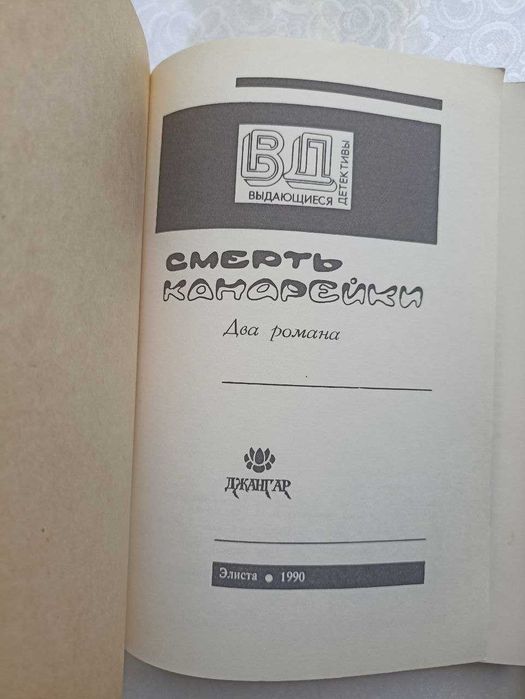 ВД
ВЫДАЮЩИЕСЯ
ДЕТЕКТИВЫ
СМЕРТЬ
КАНАРЕЙКИ
Два романа
ДЖАНГАР
Элиста • 1990